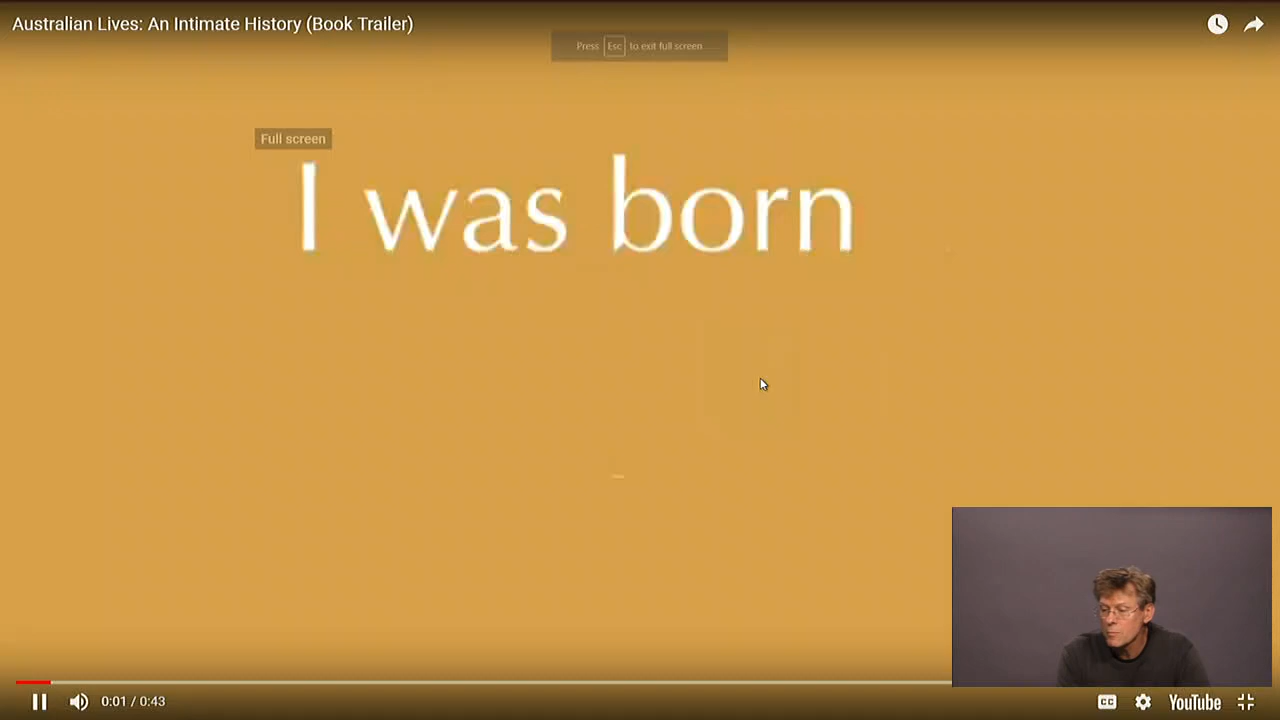 Australian Lives: An Intimate History (Book Trailer)
Press Esc to exit full screen
Full screen
I was born
0:01 / 0:43
CC
YouTube